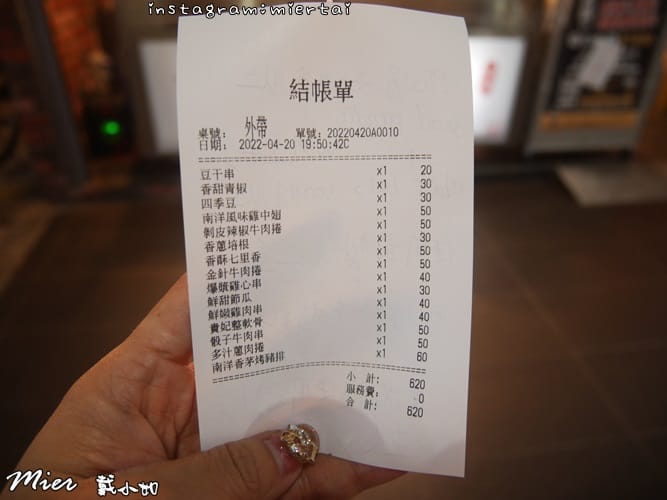 instagram:miertai
結帳單
桌號: 外帶 單號: 20220420A0010
日期: 2022-04-20 19:50:42C
豆干串 x1 20
香甜青椒 x1 30
四季豆 x1 30
南洋風味雞中翅 x1 50
剝皮辣椒牛肉捲 x1 50
香蔥培根 x1 30
香酥七里香 x1 50
金針牛肉捲 x1 50
爆漿雞心串 x1 40
鮮甜節瓜 x1 30
鮮嫩雞肉串 x1 40
貴妃整軟骨 x1 40
骰子牛肉串 x1 50
多汁蔥肉捲 x1 50
南洋香茅烤豬排 x1 60
小 計: 620
服務費: 0
合 計: 620
Mier 戴小如